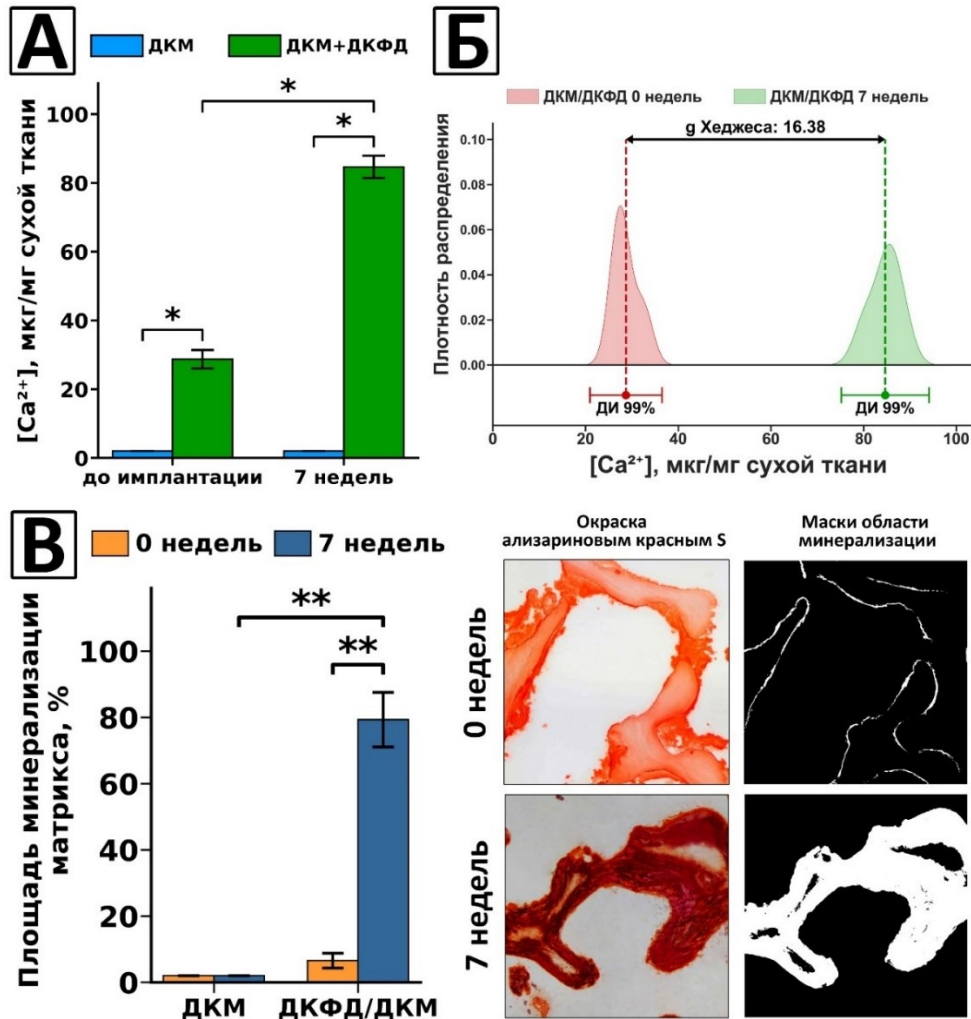 А
ДКМ
ДКМ+ДКФД
[Ca²⁺], мкг/мг сухой ткани
100
80
60
40
20
0
*
*
*
до имплантации
7 недель
Б
ДКМ/ДКФД 0 недель
ДКМ/ДКФД 7 недель
g Хеджеса: 16.38
Плотность распределения
0.10
0.08
0.06
0.04
0.02
0.00
ДИ 99%
ДИ 99%
0
20
40
60
80
100
[Ca²⁺], мкг/мг сухой ткани
В
0 недель
7 недель
Площадь минерализации
матрикса, %
100
80
60
40
20
0
**
**
ДКМ
ДКФД/ДКМ
Окраска
ализариновым красным S
Маски области
минерализации
0 недель
7 недель